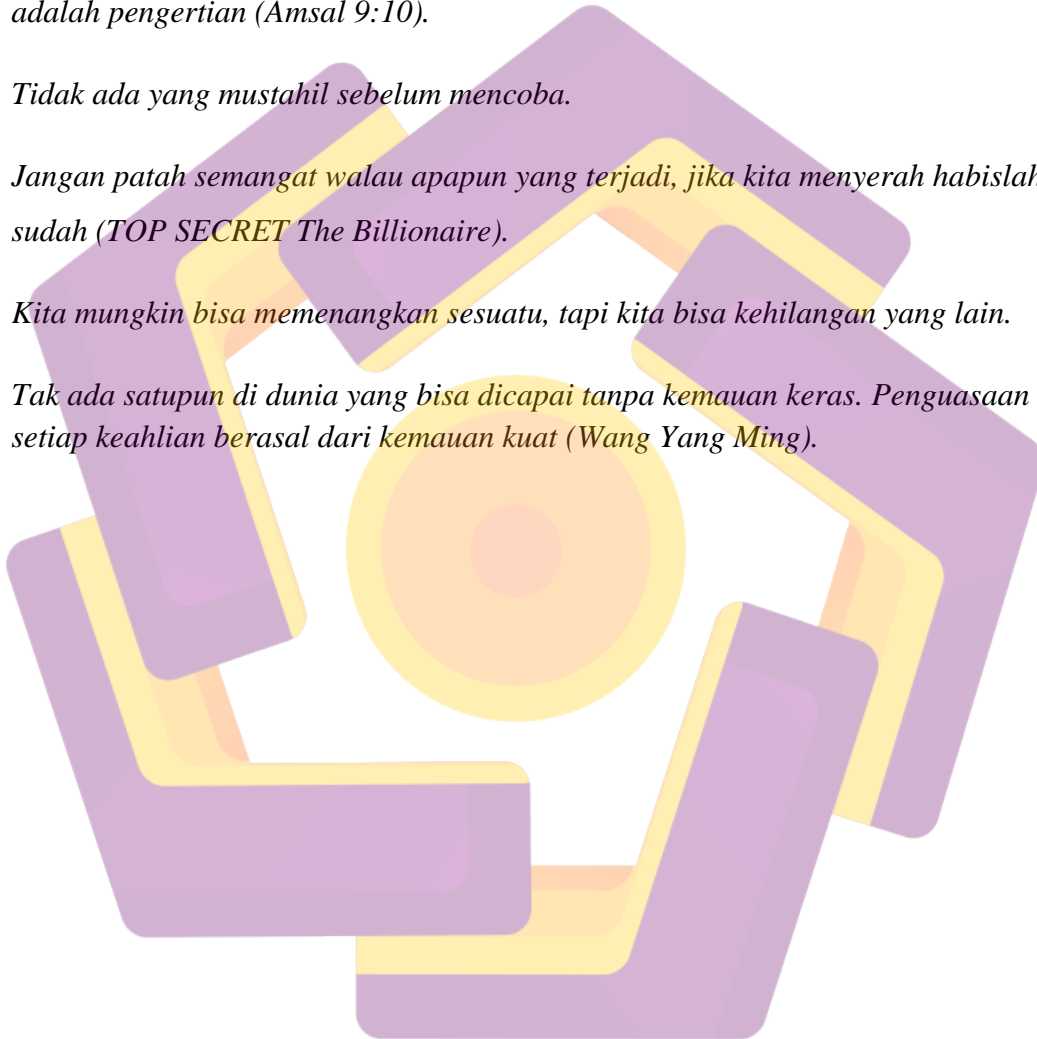 adalah pengertian (Amsal 9:10).
Tidak ada yang mustahil sebelum mencoba.
Jangan patah semangat walau apapun yang terjadi, jika kita menyerah habislah
sudah (TOP SECRET The Billionaire).
Kita mungkin bisa memenangkan sesuatu, tapi kita bisa kehilangan yang lain.
Tak ada satupun di dunia yang bisa dicapai tanpa kemauan keras. Penguasaan
setiap keahlian berasal dari kemauan kuat (Wang Yang Ming).